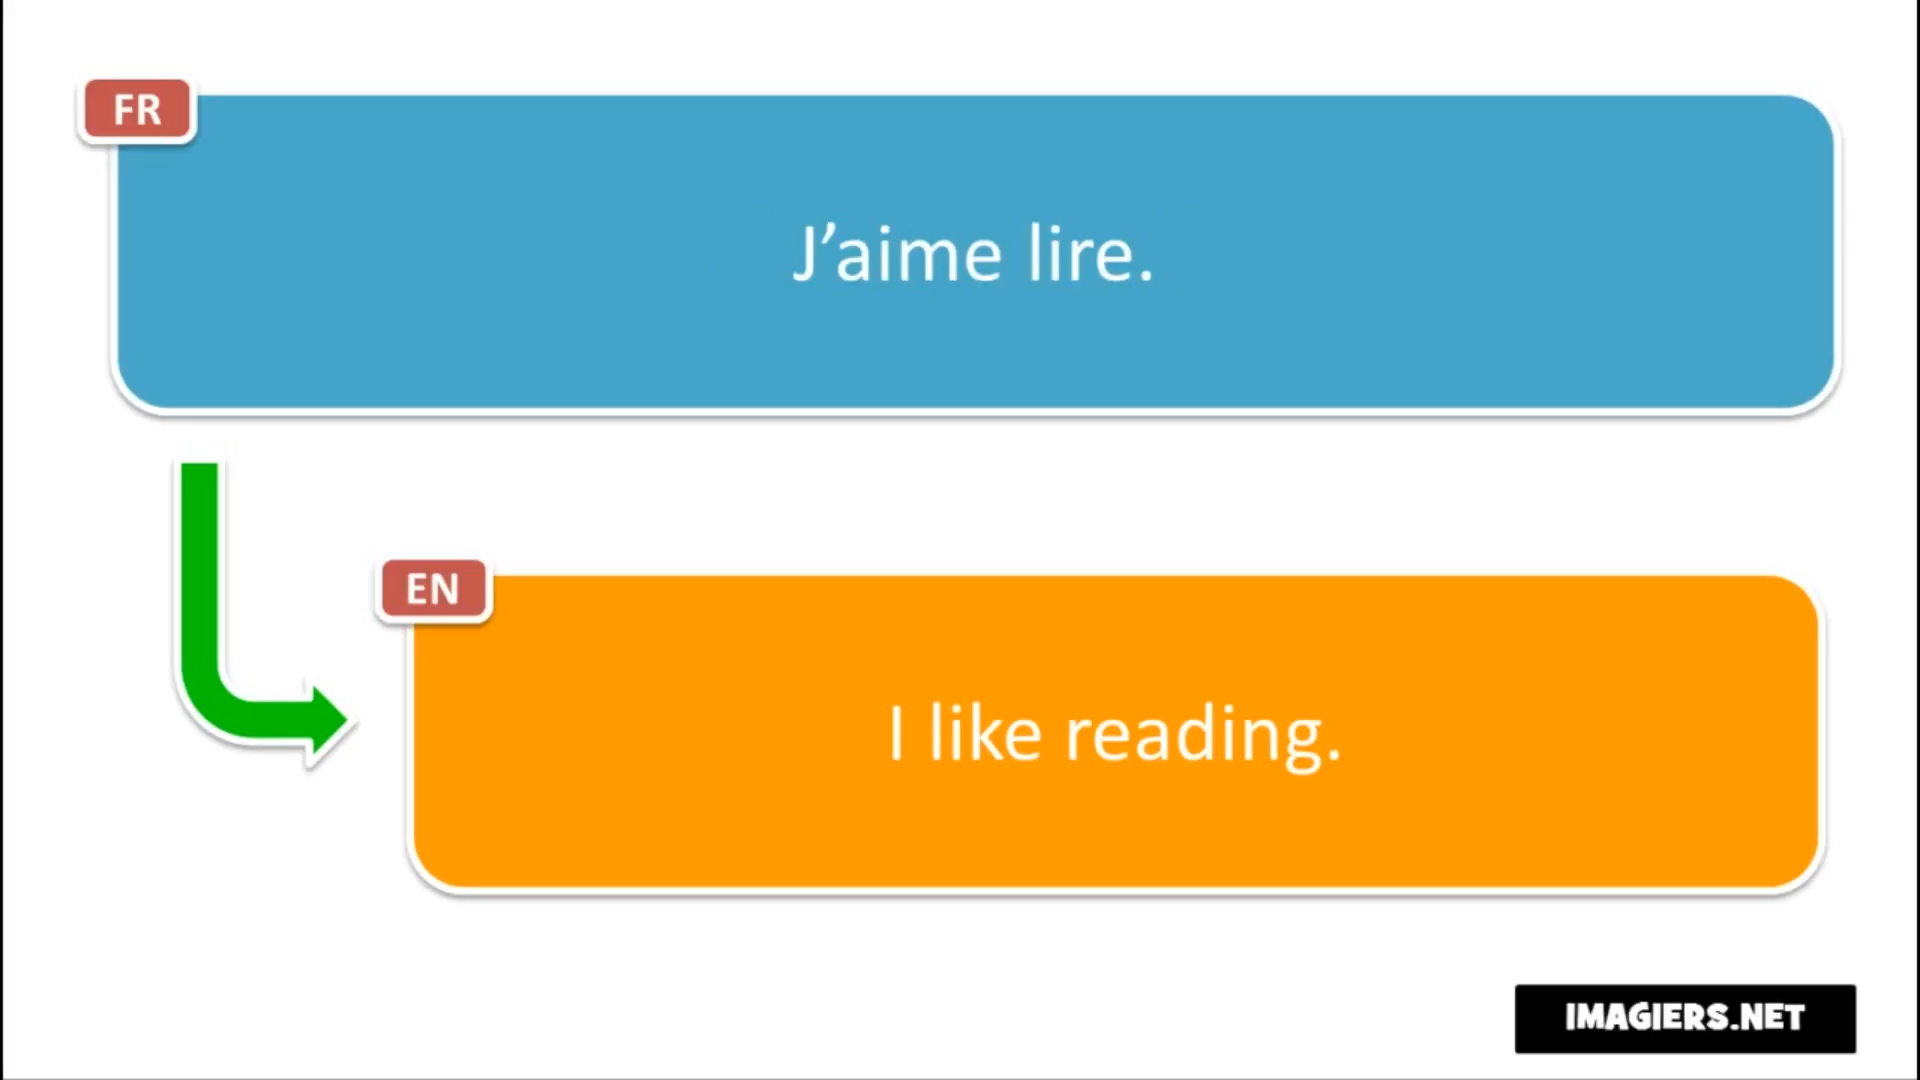 FR
J’aime lire.
EN
I like reading.
IMAGIERS.NET